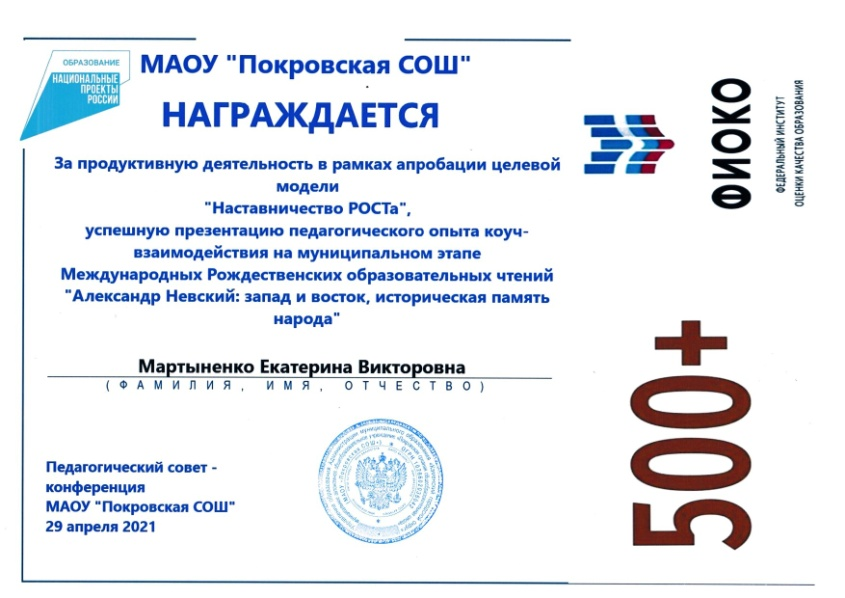 ОБРАЗОВАНИЕ
НАЦИОНАЛЬНЫЕ
ПРОЕКТЫ
РОССИИ
МАОУ "Покровская СОШ"
НАГРАЖДАЕТСЯ
За продуктивную деятельность в рамках апробации целевой
модели
"Наставничество РОСТа",
успешную презентацию педагогического опыта коуч-
взаимодействия на муниципальном этапе
Международных Рождественских образовательных чтений
"Александр Невский: запад и восток, историческая память
народа"
Мартыненко Екатерина Викторовна
(ФАМИЛИЯ, ИМЯ, ОТЧЕСТВО)
Педагогический совет -
конференция
МАОУ "Покровская СОШ"
29 апреля 2021
ФИОКО
ФЕДЕРАЛЬНЫЙ ИНСТИТУТ
ОЦЕНКИ КАЧЕСТВА ОБРАЗОВАНИЯ
500+